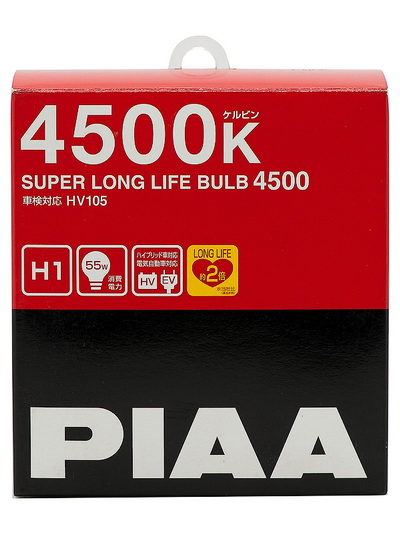 ケルビン
4500K
SUPER LONG LIFE BULB 4500
車検対応 HV105
H1
55W
消費
電力
ハイブリッド車対応
電気自動車対応
HV
EV
LONG LIFE
約2倍
PIAA